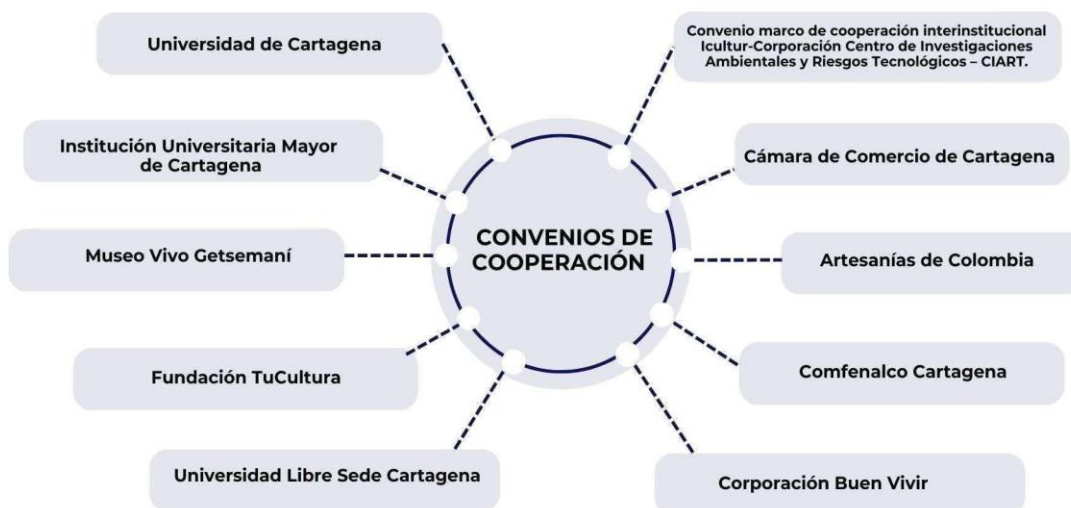 Universidad de Cartagena
Convenio marco de cooperación interinstitucional
Icultur-Corporación Centro de Investigaciones
Ambientales y Riesgos Tecnológicos – CIART.
Institución Universitaria Mayor
de Cartagena
Cámara de Comercio de Cartagena
CONVENIOS DE
COOPERACIÓN
Museo Vivo Getsemaní
Artesanías de Colombia
Fundación TuCultura
Comfenalco Cartagena
Universidad Libre Sede Cartagena
Corporación Buen Vivir